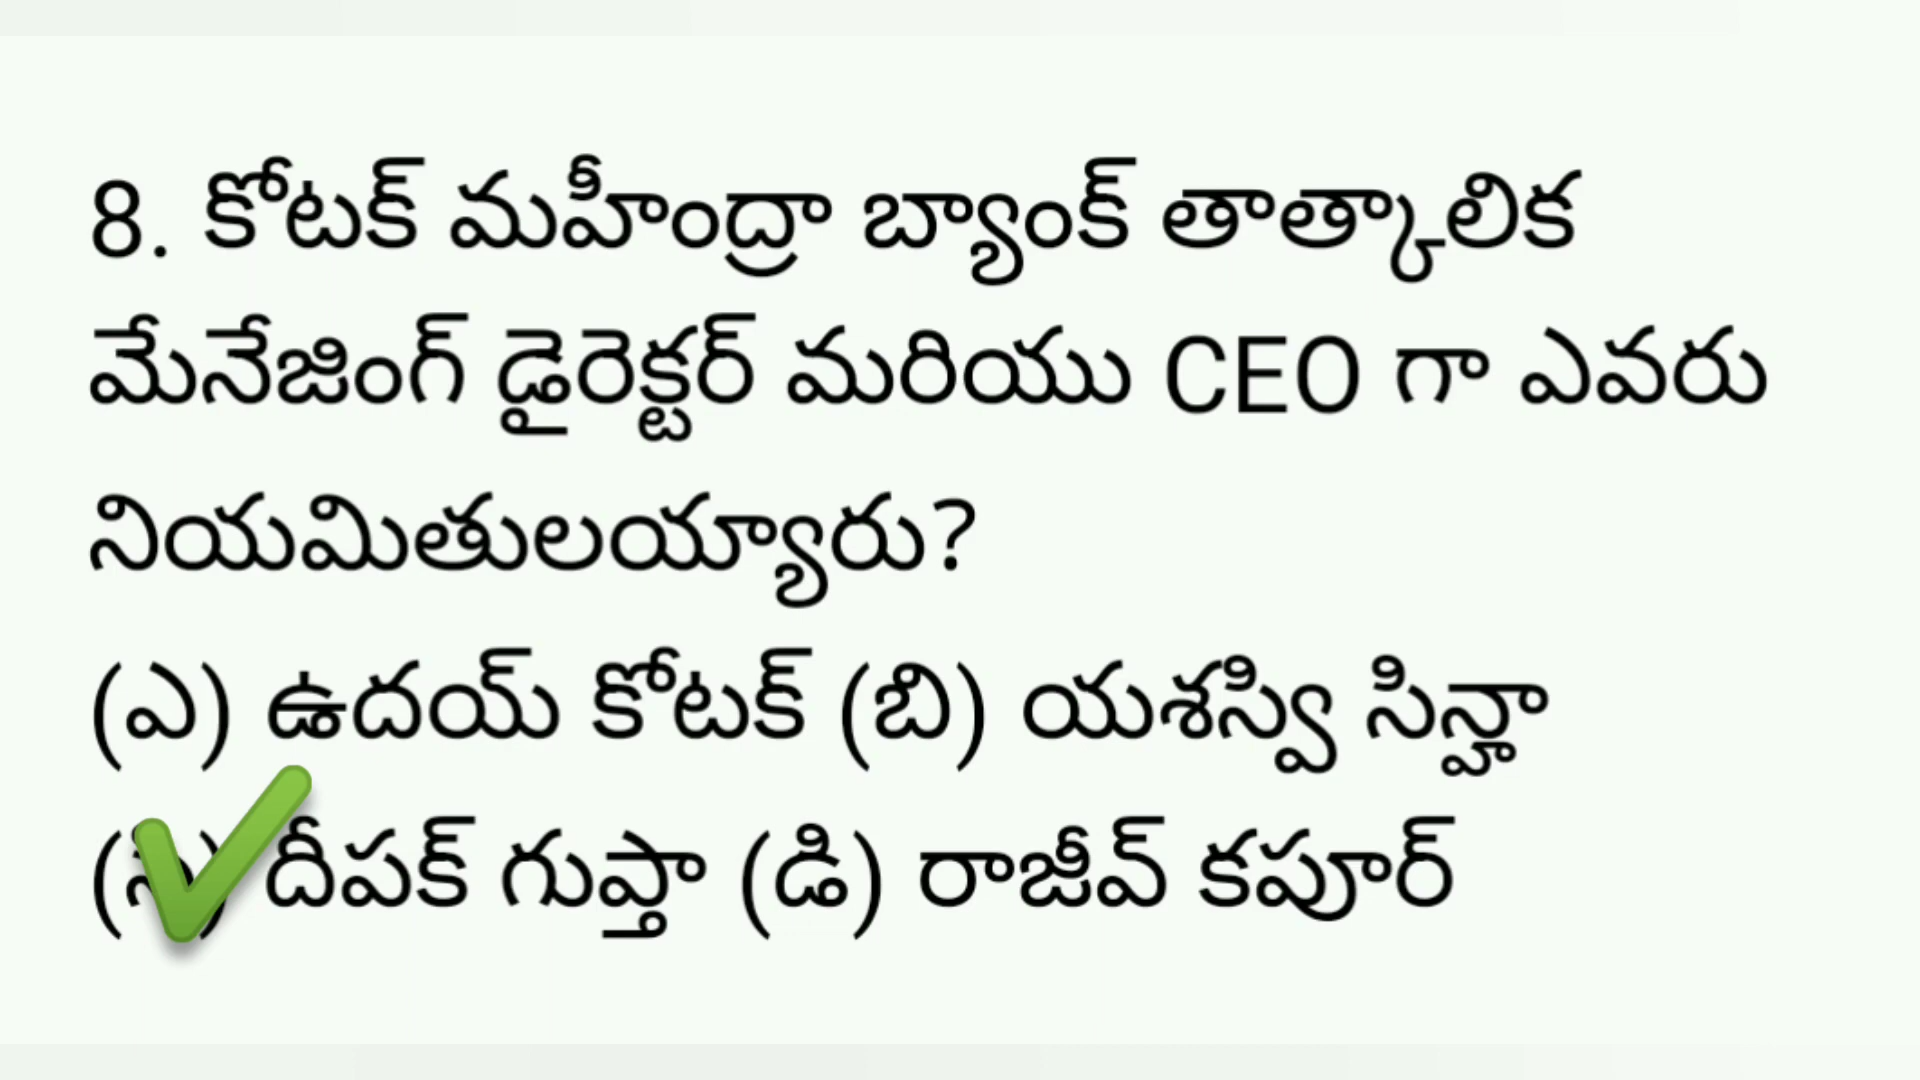 8. కోటక్ మహీంద్రా బ్యాంక్ తాత్కాలిక
మేనేజింగ్ డైరెక్టర్ మరియు CEO గా ఎవరు
నియమితులయ్యారు?
(ఎ) ఉదయ్ కోటక్ (బి) యశస్వి సిన్హా
(సి) దీపక్ గుప్తా (డి) రాజీవ్ కపూర్